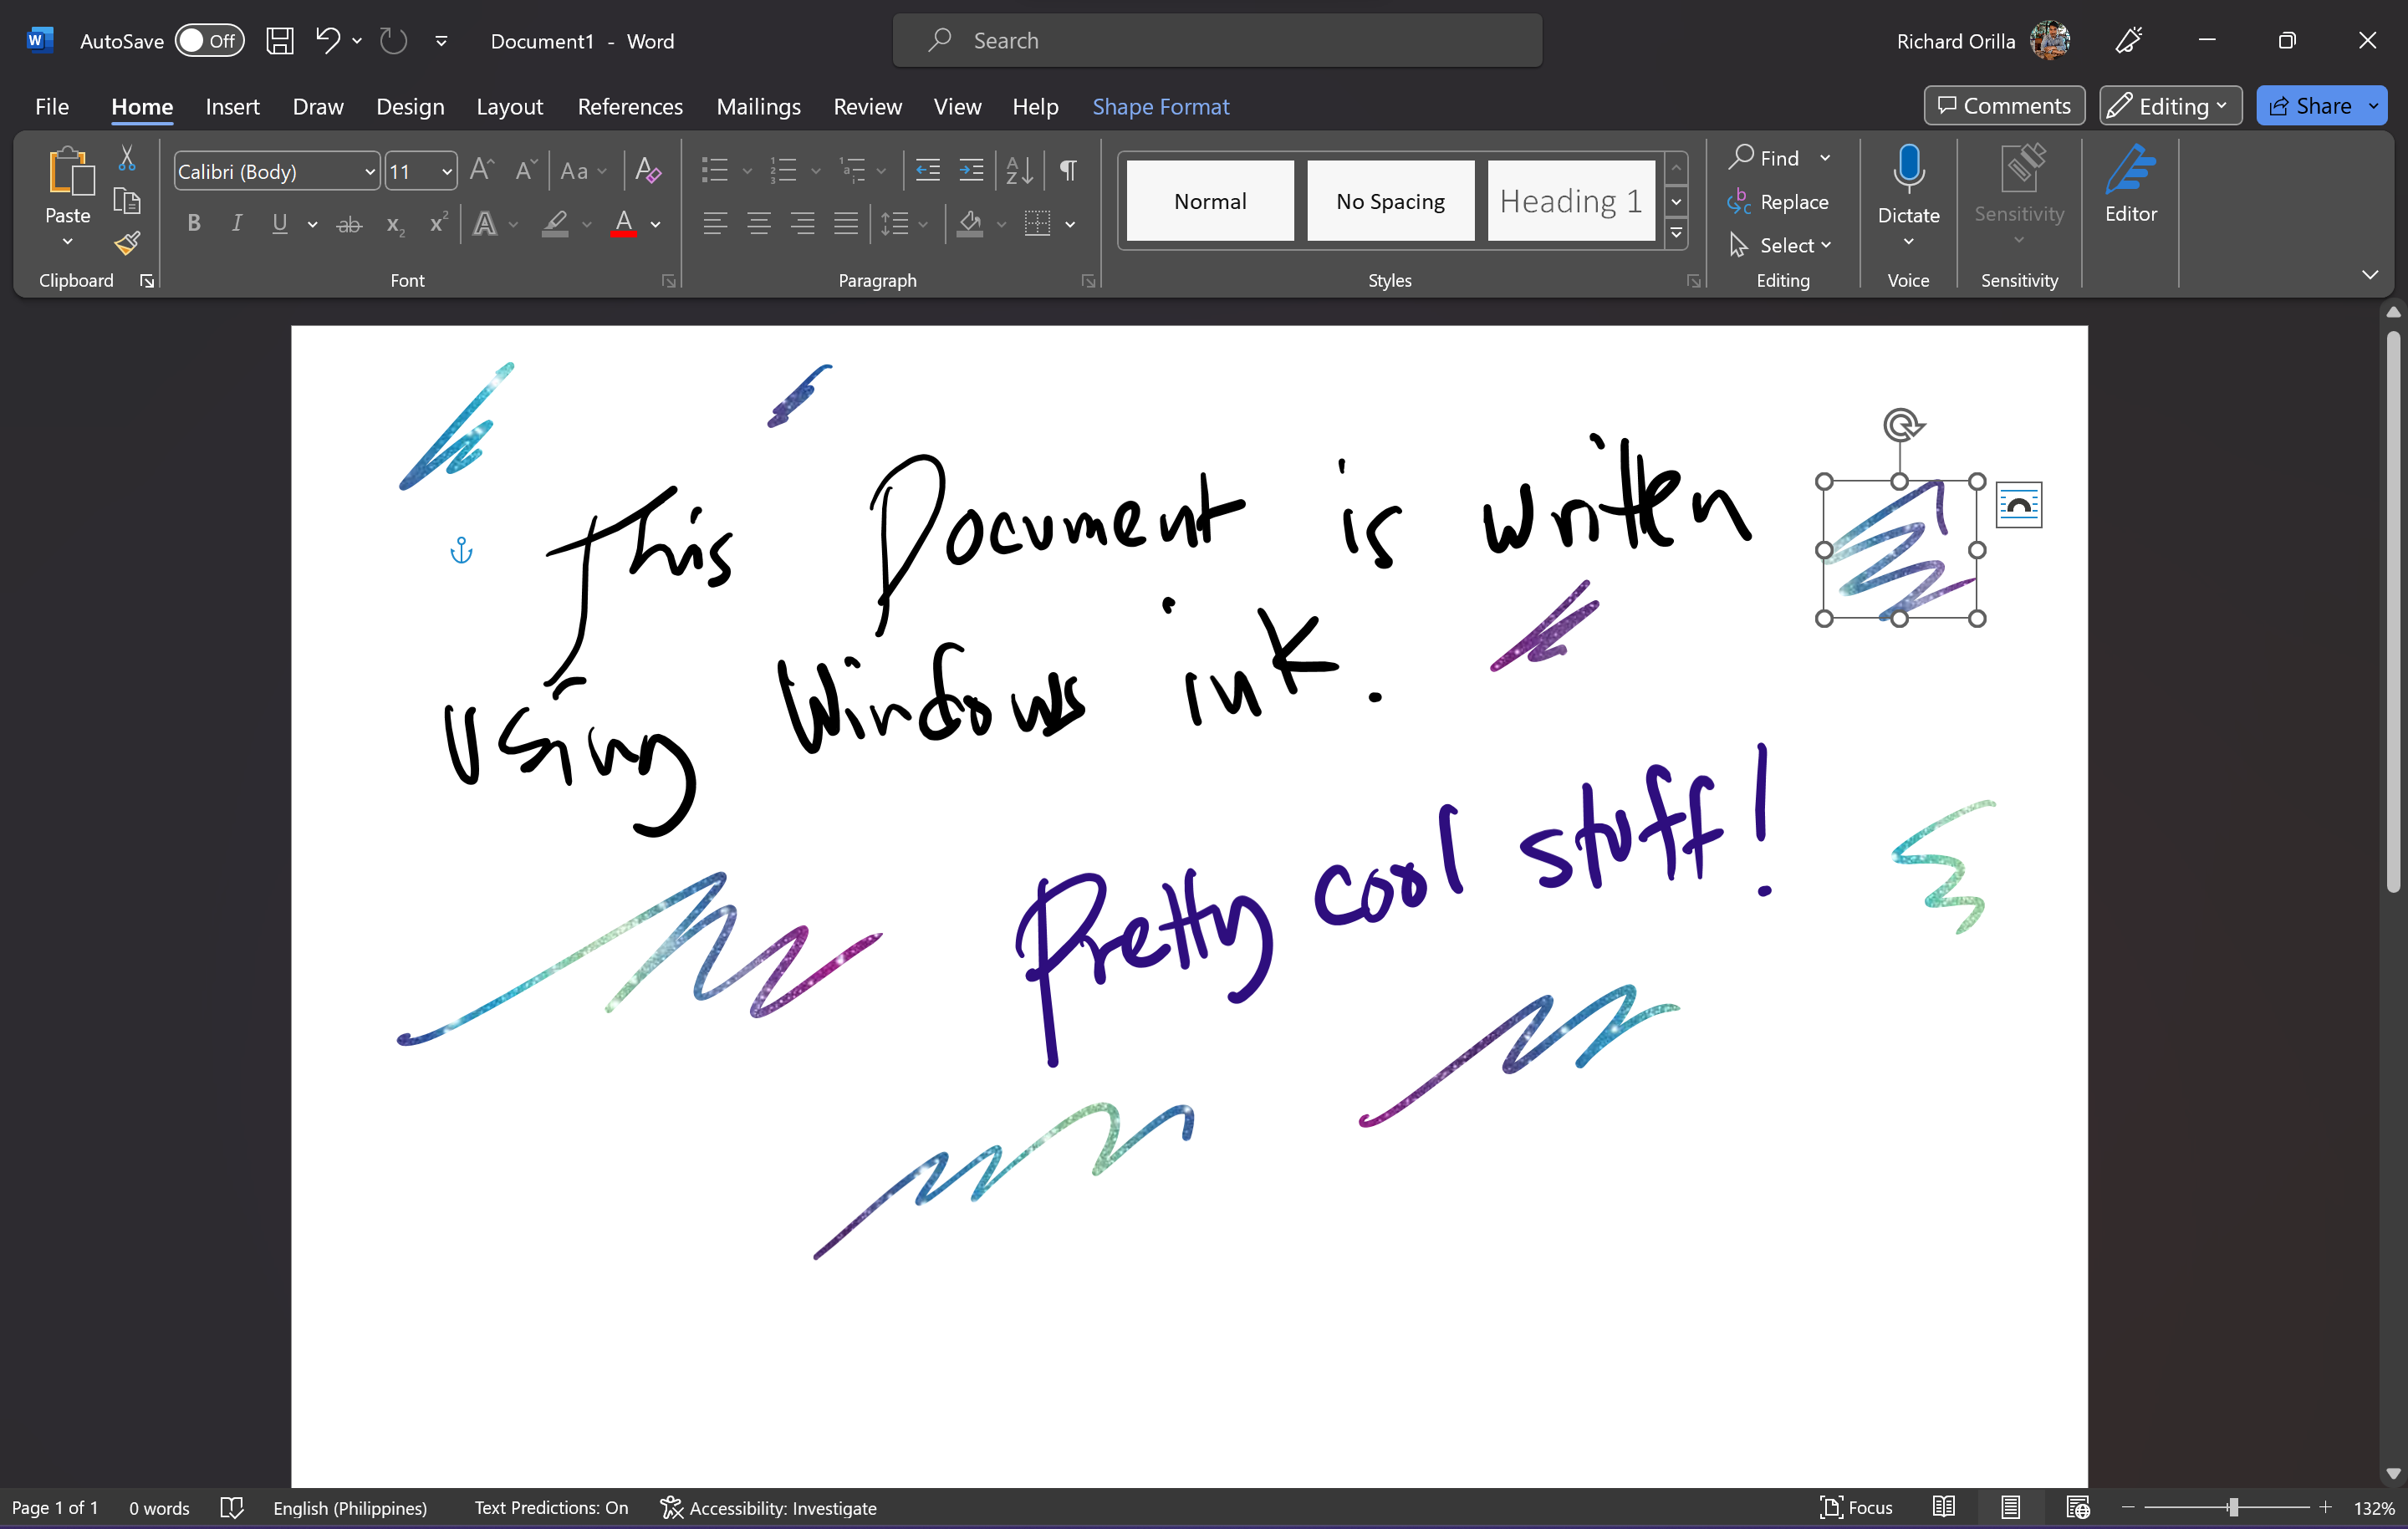 W AutoSave Off Document1 - Word Search Richard Orilla
File Home Insert Draw Design Layout References Mailings Review View Help Shape Format Comments Editing Share
Paste Calibri (Body) 11 Normal No Spacing Heading 1 Find Replace Select Dictate Sensitivity Editor
Clipboard Font Paragraph Styles Editing Voice Sensitivity
This Document is written
Using Windows ink.
Pretty cool stuff!
Page 1 of 1 0 words English (Philippines) Text Predictions: On Accessibility: Investigate Focus 132%